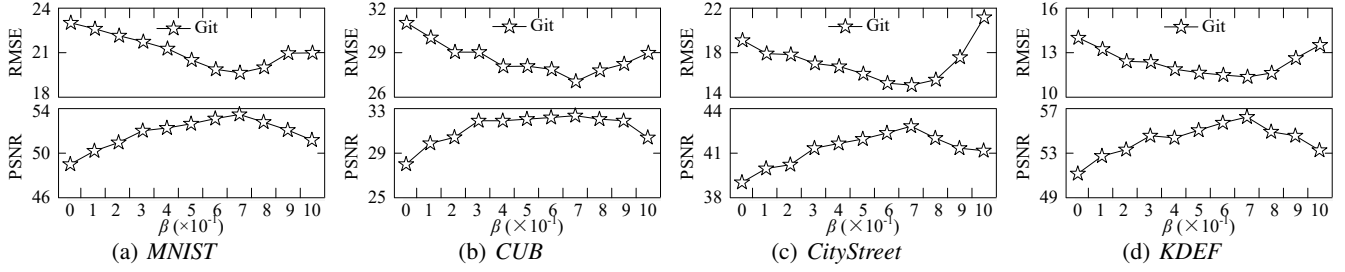 24
21
18
RMSE
Git
54
50
46
PSNR
0 1 2 3 4 5 6 7 8 9 10
β (×10⁻¹)
(a) MNIST
32
29
26
RMSE
Git
33
29
25
PSNR
0 1 2 3 4 5 6 7 8 9 10
β (×10⁻¹)
(b) CUB
22
18
14
RMSE
Git
44
41
38
PSNR
0 1 2 3 4 5 6 7 8 9 10
β (×10⁻¹)
(c) CityStreet
16
13
10
RMSE
Git
57
53
49
PSNR
0 1 2 3 4 5 6 7 8 9 10
β (×10⁻¹)
(d) KDEF